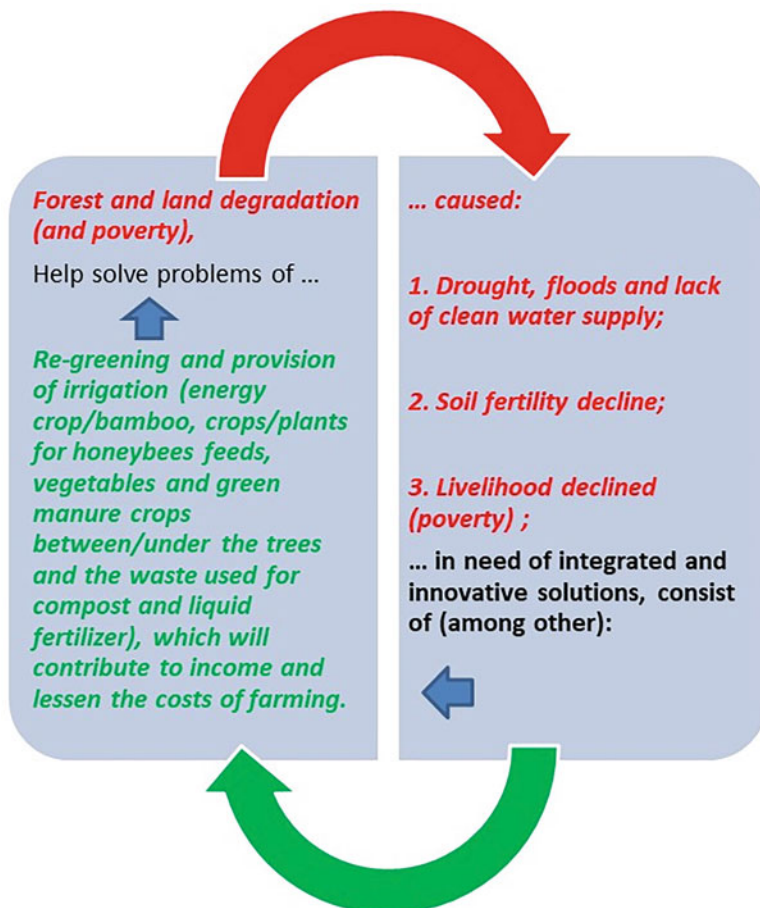 Forest and land degradation
(and poverty),
Help solve problems of ...
Re-greening and provision
of irrigation (energy
crop/bamboo, crops/plants
for honeybees feeds,
vegetables and green
manure crops
between/under the trees
and the waste used for
compost and liquid
fertilizer), which will
contribute to income and
lessen the costs of farming.
... caused:
1. Drought, floods and lack
of clean water supply;
2. Soil fertility decline;
3. Livelihood declined
(poverty) ;
... in need of integrated and
innovative solutions, consist
of (among other):